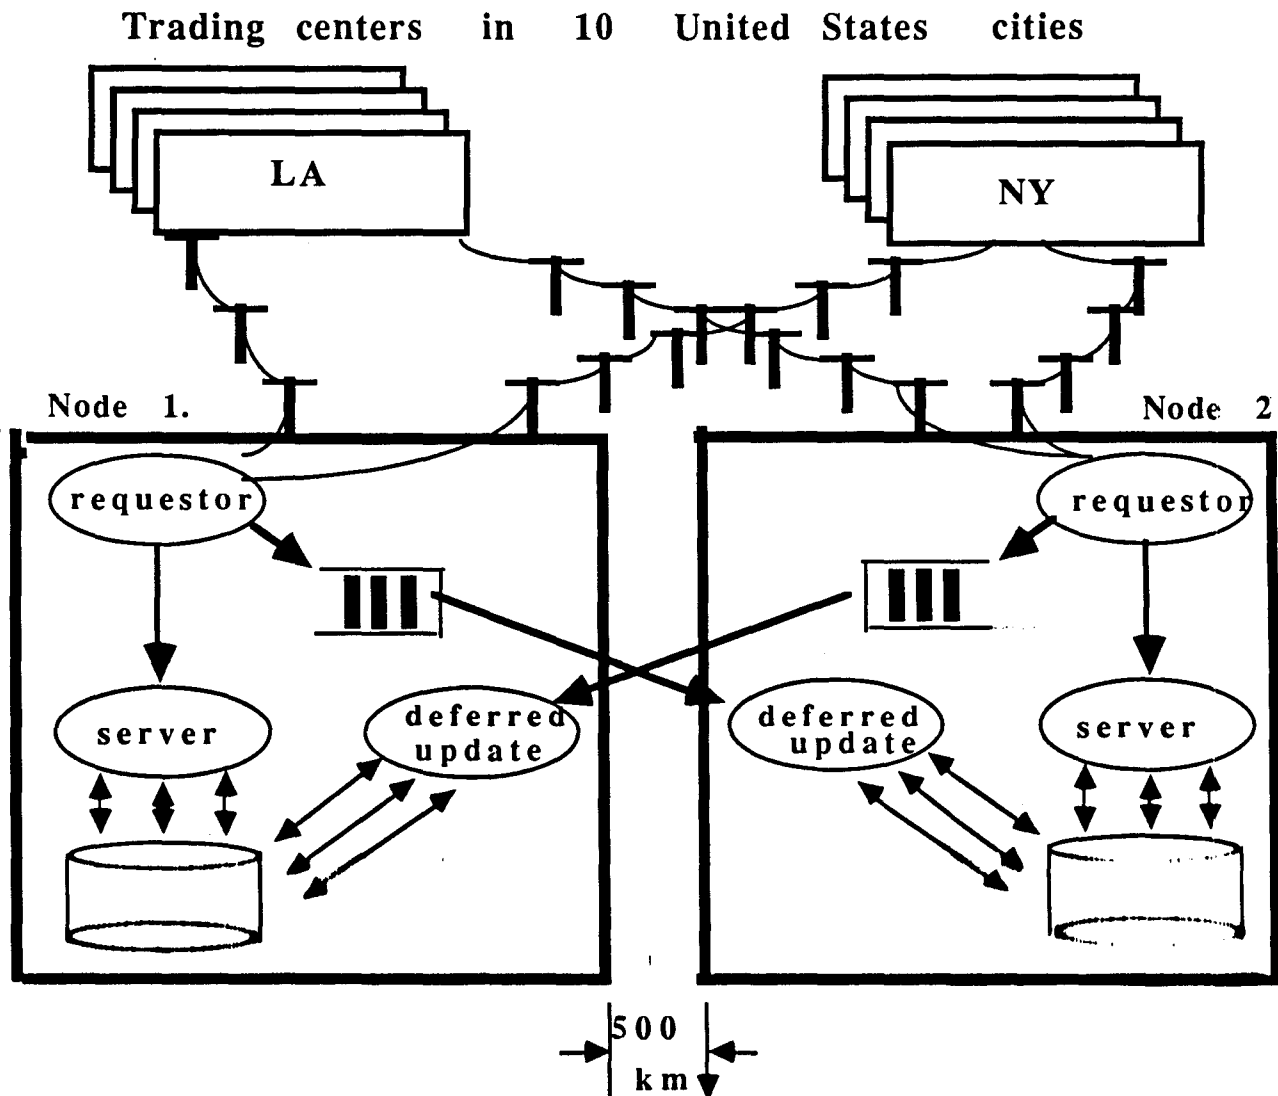 Trading centers in 10 United States cities
LA
NY
Node 1.
Node 2
requestor
requestor
server
deferred
update
deferred
update
server
500
km